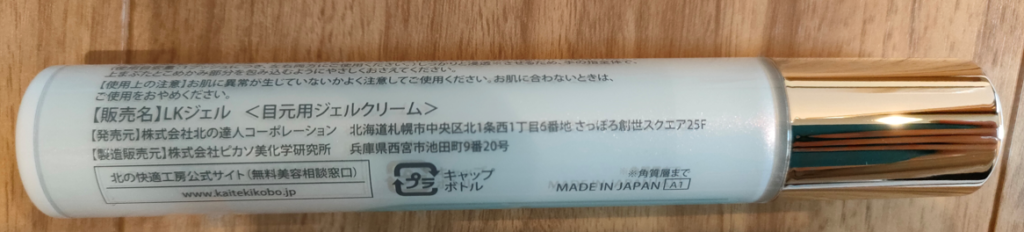 上まぶたとこめかみ部分を包み込むようにやさしくおさえてください。
【使用上の注意】お肌に異常が生じていないかよく注意してご使用ください。お肌に合わないときは、
ご使用をおやめください。
【販売名】LKジェル <目元用ジェルクリーム>
【発売元】株式会社北の達人コーポレーション 北海道札幌市中央区北1条西1丁目6番地 さっぽろ創世スクエア25F
【製造販売元】株式会社ピカソ美化学研究所 兵庫県西宮市池田町9番20号
北の快適工房公式サイト(無料美容相談窓口)
www.kaitekikobo.jp
プラ
キャップ
ボトル
※角質層まで
MADE IN JAPAN A1